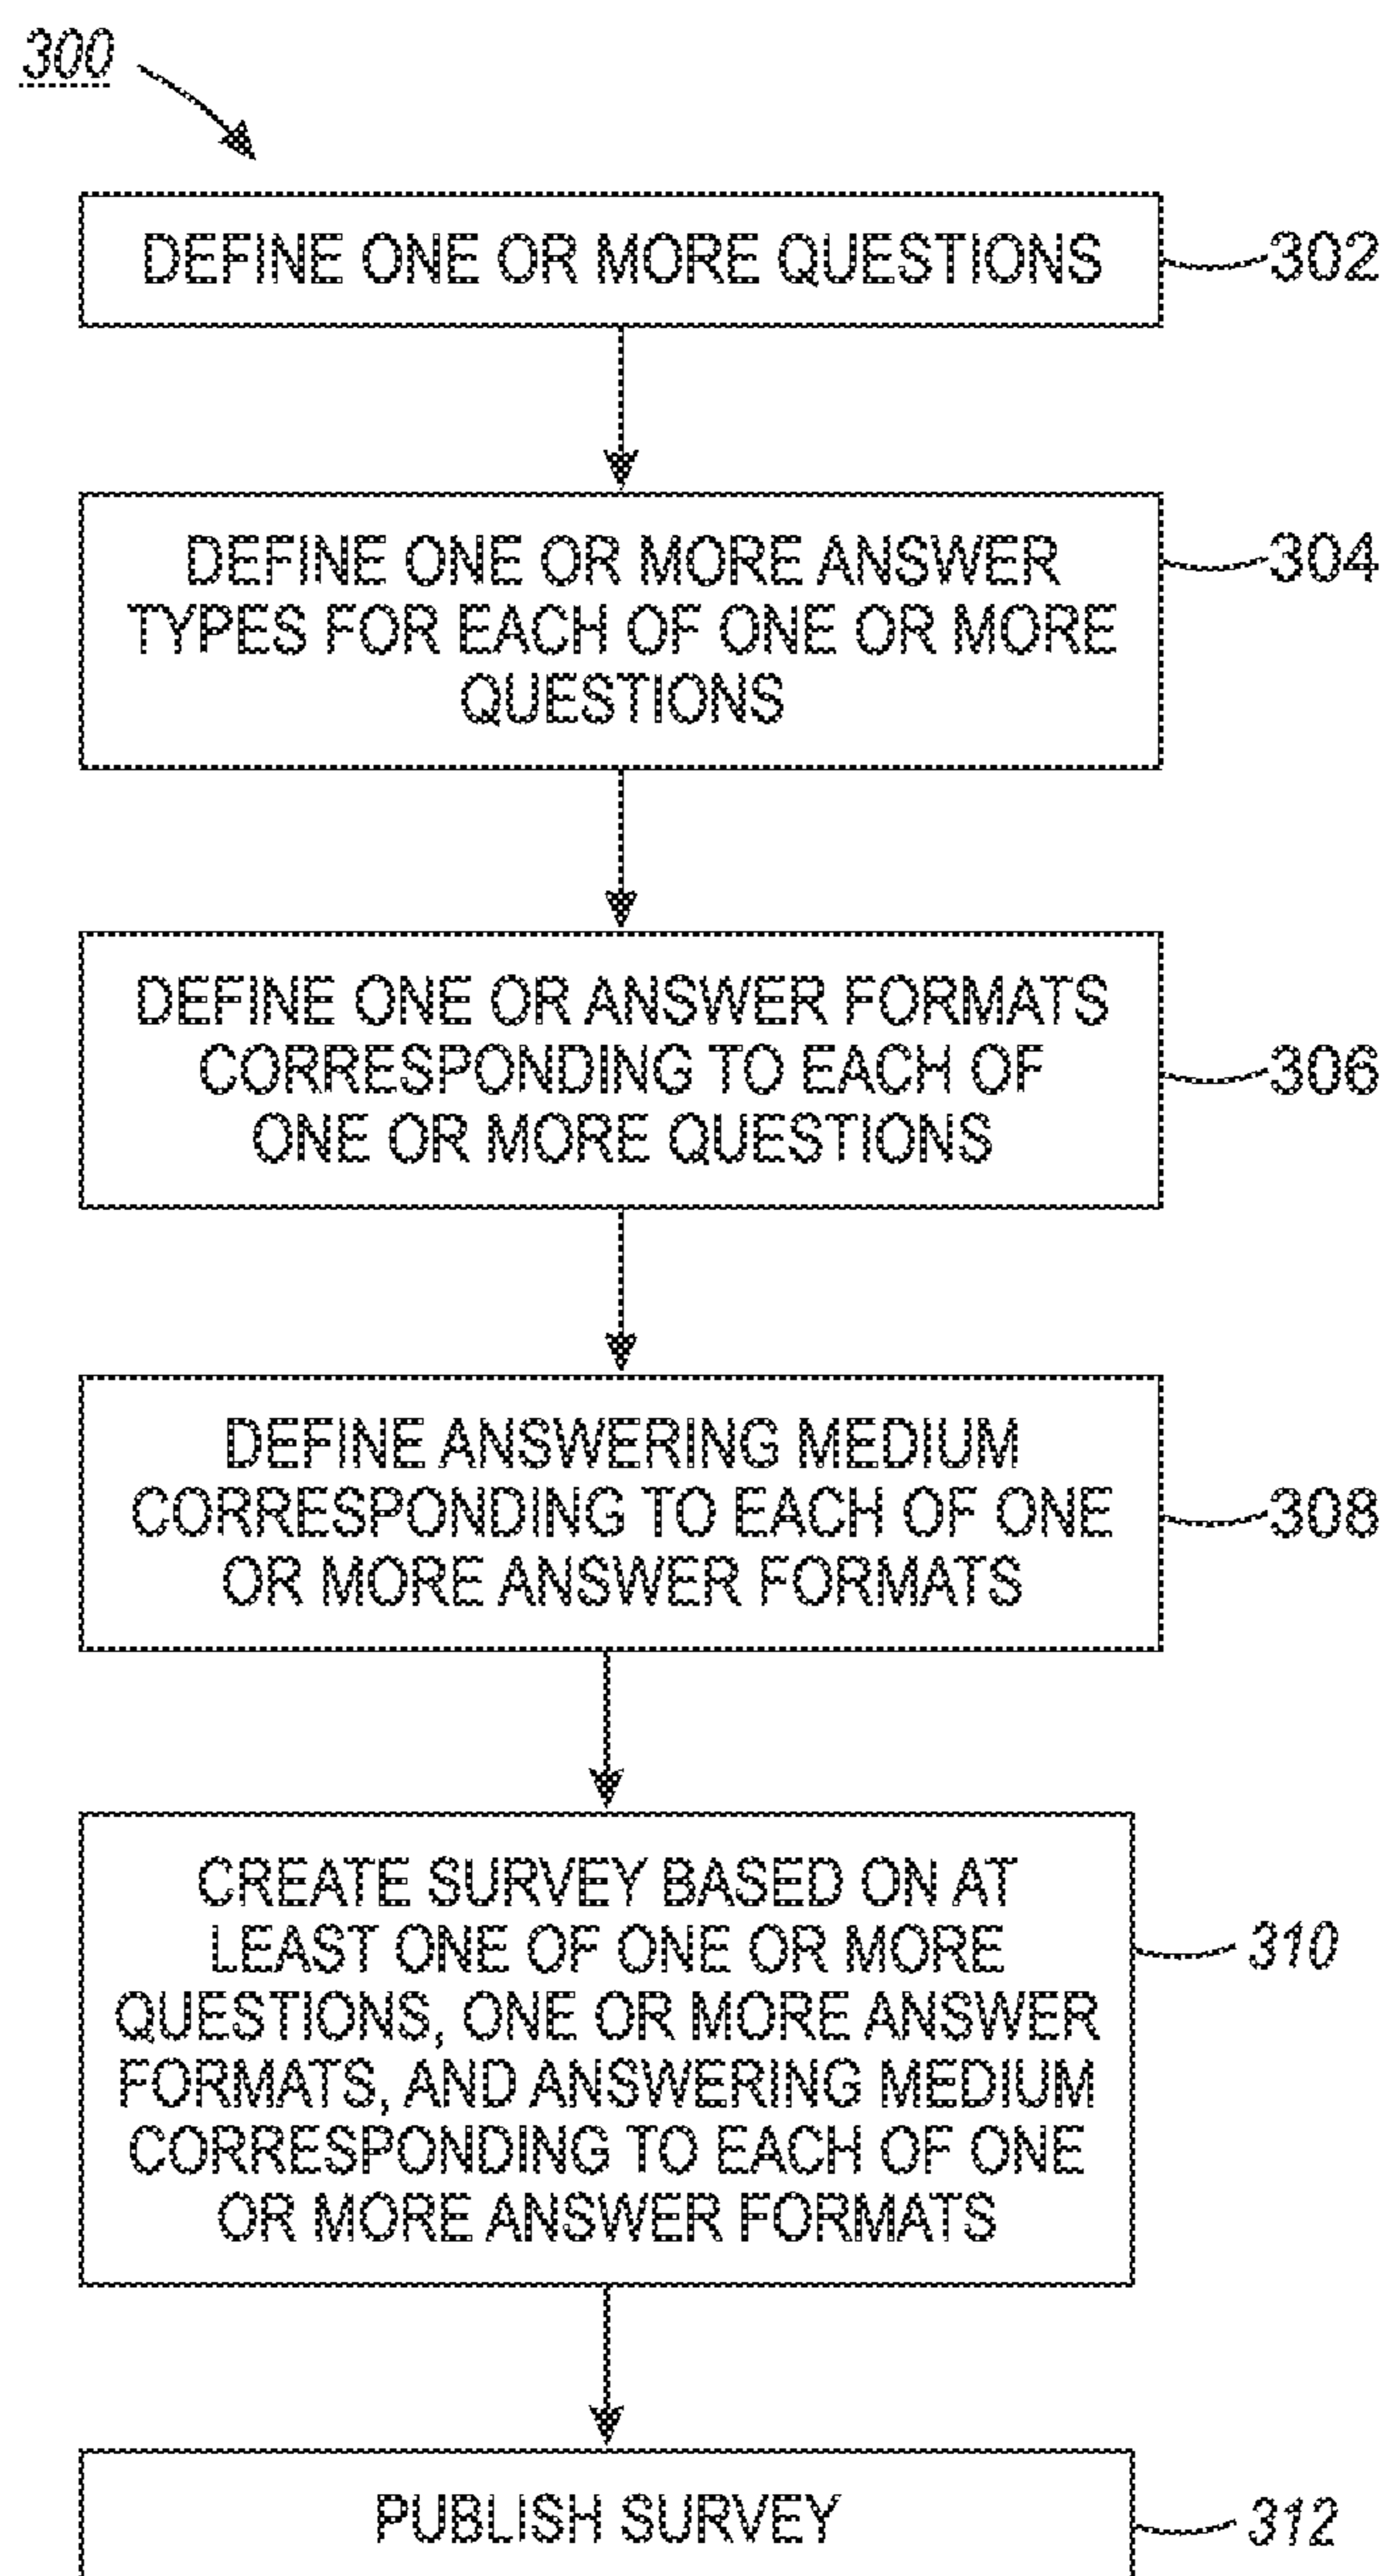 300
DEFINE ONE OR MORE QUESTIONS
302
DEFINE ONE OR MORE ANSWER
TYPES FOR EACH OF ONE OR MORE
QUESTIONS
304
DEFINE ONE OR ANSWER FORMATS
CORRESPONDING TO EACH OF
ONE OR MORE QUESTIONS
306
DEFINE ANSWERING MEDIUM
CORRESPONDING TO EACH OF ONE
OR MORE ANSWER FORMATS
308
CREATE SURVEY BASED ON AT
LEAST ONE OF ONE OR MORE
QUESTIONS, ONE OR MORE ANSWER
FORMATS, AND ANSWERING MEDIUM
CORRESPONDING TO EACH OF ONE
OR MORE ANSWER FORMATS
310
PUBLISH SURVEY
312